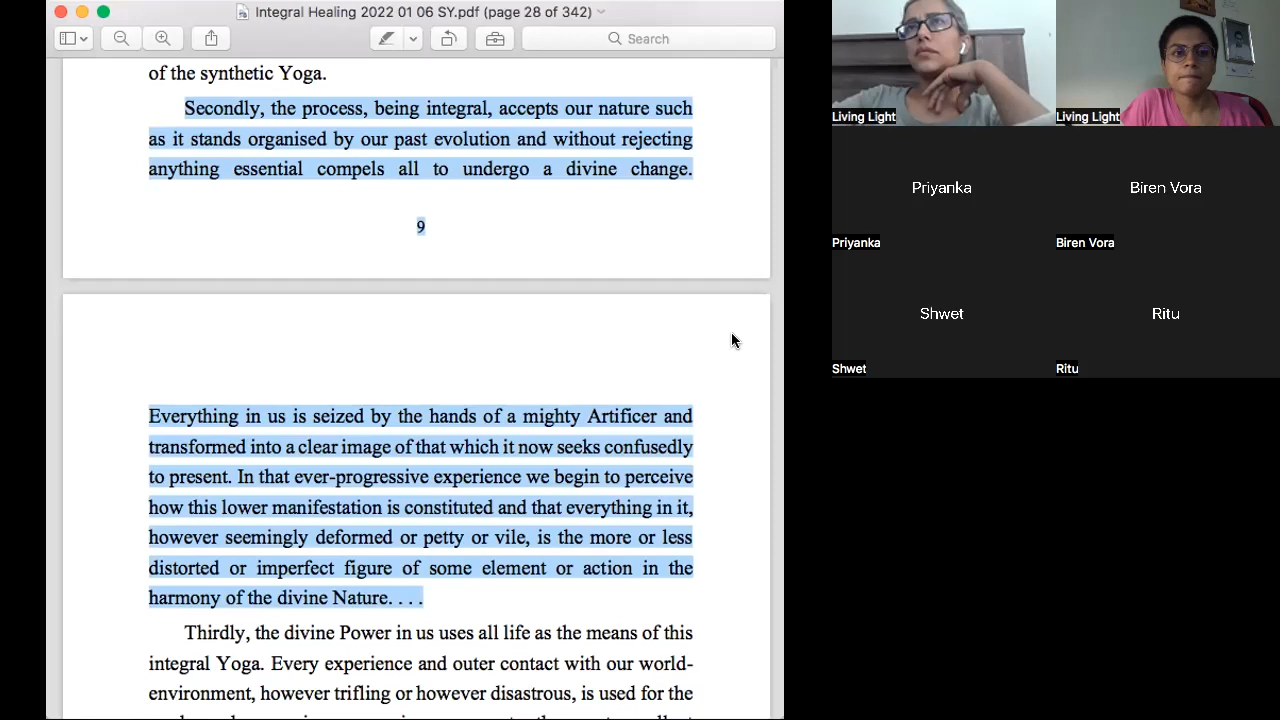 Integral Healing 2022 01 06 SY.pdf (page 28 of 342)
Search
of the synthetic Yoga.
Secondly, the process, being integral, accepts our nature such
as it stands organised by our past evolution and without rejecting
anything essential compels all to undergo a divine change.
9
Everything in us is seized by the hands of a mighty Artificer and
transformed into a clear image of that which it now seeks confusedly
to present. In that ever-progressive experience we begin to perceive
how this lower manifestation is constituted and that everything in it,
however seemingly deformed or petty or vile, is the more or less
distorted or imperfect figure of some element or action in the
harmony of the divine Nature. . . .
Thirdly, the divine Power in us uses all life as the means of this
integral Yoga. Every experience and outer contact with our world-
environment, however trifling or however disastrous, is used for the
Living Light
Living Light
Priyanka
Biren Vora
Priyanka
Biren Vora
Shwet
Ritu
Shwet
Ritu